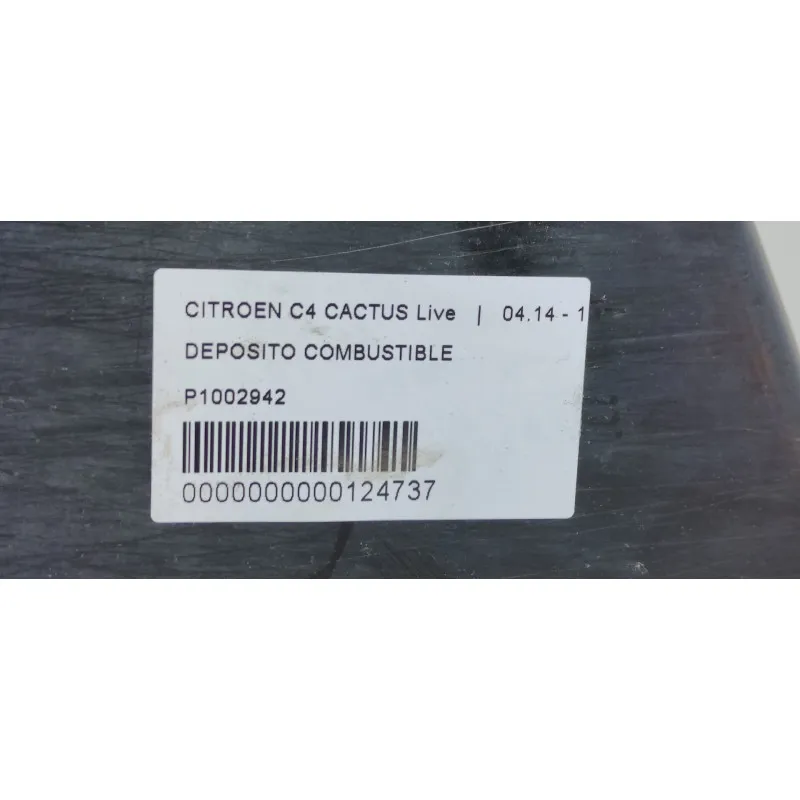 CITROEN C4 CACTUS Live | 04.14 - 1
DEPOSITO COMBUSTIBLE
P1002942
0000000000124737